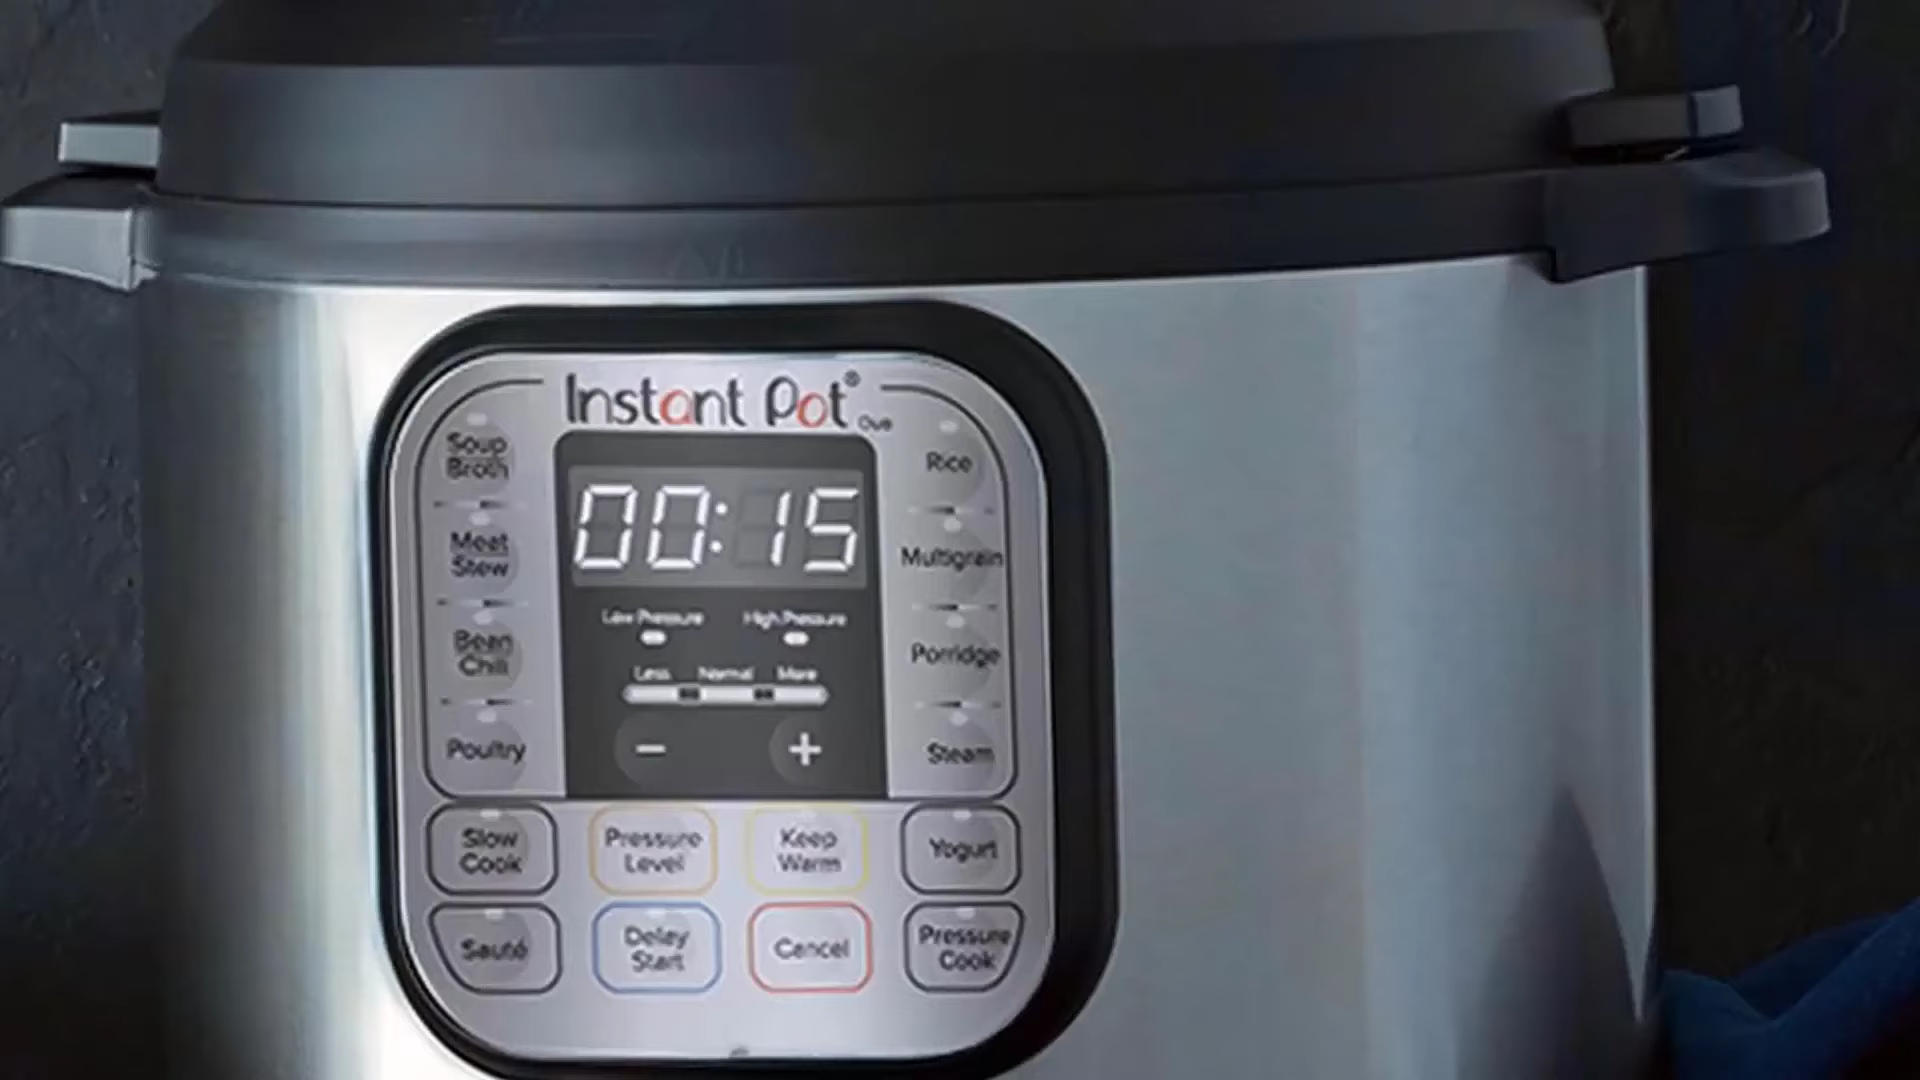 Instant Pot®
Duo
Soup
Broth
Meat
Stew
Bean
Chili
Poultry
00:15
Low Pressure High Pressure
Less Normal More
− +
Rice
Multigrain
Porridge
Steam
Slow
Cook
Pressure
Level
Keep
Warm
Yogurt
Sauté
Delay
Start
Cancel
Pressure
Cook